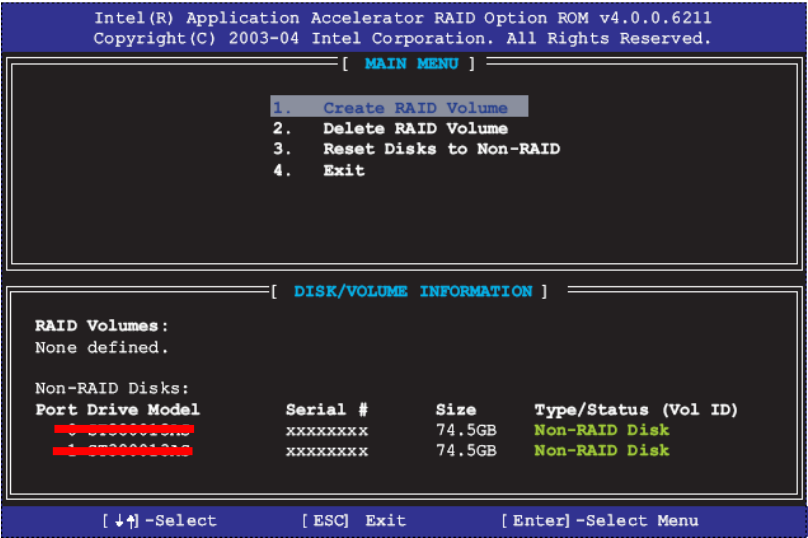 Intel(R) Application Accelerator RAID Option ROM v4.0.0.6211
Copyright(C) 2003-04 Intel Corporation. All Rights Reserved.
[ MAIN MENU ]
1. Create RAID Volume
2. Delete RAID Volume
3. Reset Disks to Non-RAID
4. Exit
[ DISK/VOLUME INFORMATION ]
RAID Volumes:
None defined.
Non-RAID Disks:
Port Drive Model Serial # Size Type/Status (Vol ID)
xxxxxxxx 74.5GB Non-RAID Disk
xxxxxxxx 74.5GB Non-RAID Disk
[↓↑]-Select [ESC] Exit [Enter]-Select Menu